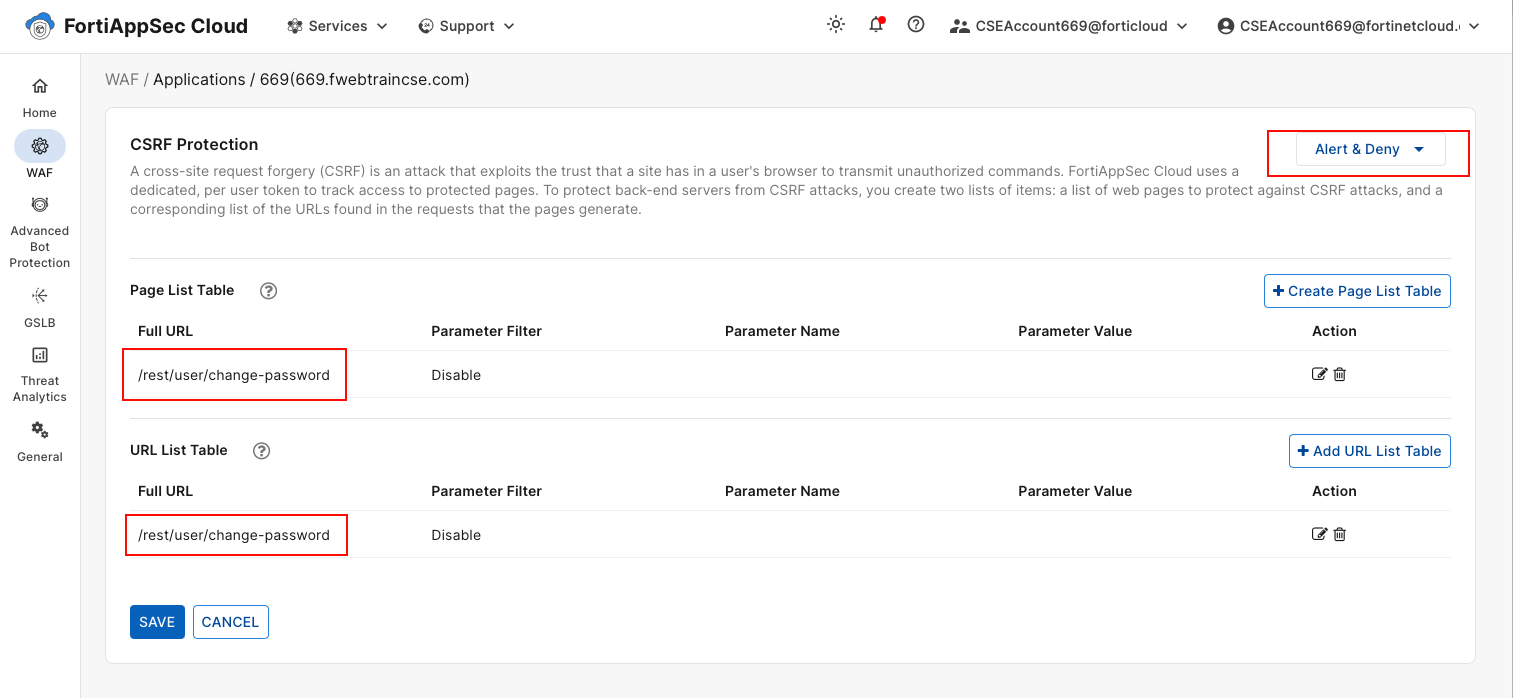 FortiAppSec Cloud
Services
Support
CSEAccount669@forticloud
CSEAccount669@fortinetcloud.
Home
WAF
Advanced
Bot
Protection
GSLB
Threat
Analytics
General
WAF / Applications / 669(669.fwebtraincse.com)
CSRF Protection
Alert & Deny
A cross-site request forgery (CSRF) is an attack that exploits the trust that a site has in a user's browser to transmit unauthorized commands. FortiAppSec Cloud uses a
dedicated, per user token to track access to protected pages. To protect back-end servers from CSRF attacks, you create two lists of items: a list of web pages to protect against CSRF attacks, and a
corresponding list of the URLs found in the requests that the pages generate.
Page List Table ?
+ Create Page List Table
Full URL Parameter Filter Parameter Name Parameter Value Action
/rest/user/change-password Disable
URL List Table ?
+ Add URL List Table
Full URL Parameter Filter Parameter Name Parameter Value Action
/rest/user/change-password Disable
SAVE CANCEL